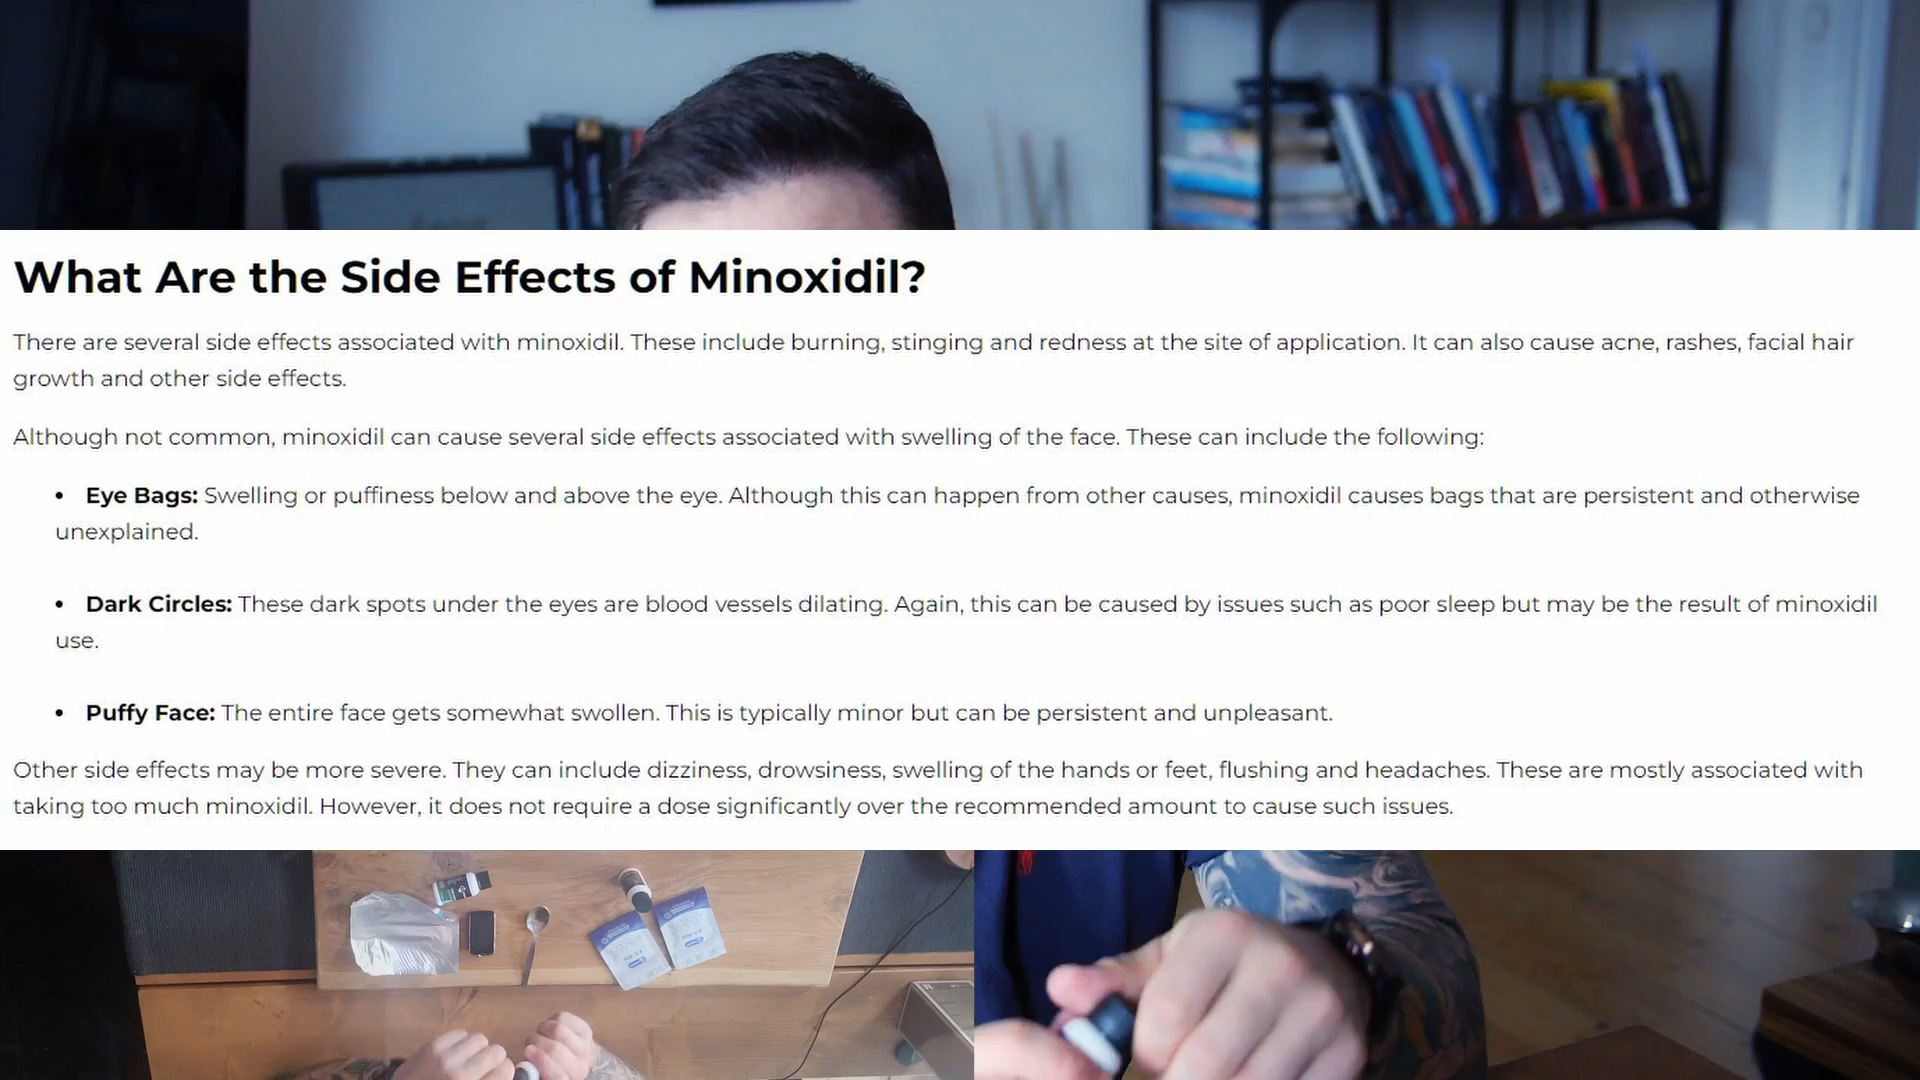 What Are the Side Effects of Minoxidil?
There are several side effects associated with minoxidil. These include burning, stinging and redness at the site of application. It can also cause acne, rashes, facial hair
growth and other side effects.
Although not common, minoxidil can cause several side effects associated with swelling of the face. These can include the following:
• Eye Bags: Swelling or puffiness below and above the eye. Although this can happen from other causes, minoxidil causes bags that are persistent and otherwise
unexplained.
• Dark Circles: These dark spots under the eyes are blood vessels dilating. Again, this can be caused by issues such as poor sleep but may be the result of minoxidil
use.
• Puffy Face: The entire face gets somewhat swollen. This is typically minor but can be persistent and unpleasant.
Other side effects may be more severe. They can include dizziness, drowsiness, swelling of the hands or feet, flushing and headaches. These are mostly associated with
taking too much minoxidil. However, it does not require a dose significantly over the recommended amount to cause such issues.